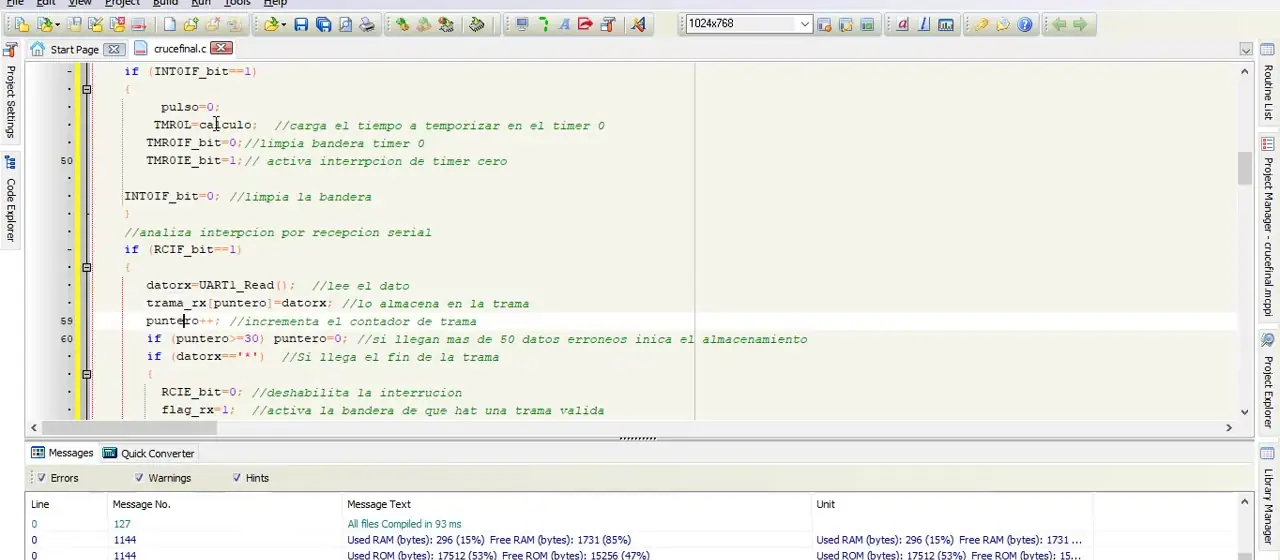 File Edit View Project Build Run Tools Help
1024x768
Start Page
crucefinal.c
Project Settings
Code Explorer
if (INT0IF_bit==1)
{
pulso=0;
TMR0L=calculo; //carga el tiempo a temporizar en el timer 0
TMR0IF_bit=0;//limpia bandera timer 0
50 TMR0IE_bit=1;// activa interrpcion de timer cero
INT0IF_bit=0; //limpia la bandera
}
//analiza interpcion por recepcion serial
if (RCIF_bit==1)
{
datorx=UART1_Read(); //lee el dato
trama_rx[puntero]=datorx; //lo almacena en la trama
59 puntero++; //incrementa el contador de trama
60 if (puntero>=30) puntero=0; //si llegan mas de 50 datos erroneos inica el almacenamiento
if (datorx=='*') //Si llega el fin de la trama
{
RCIE_bit=0; //deshabilita la interrucion
flag_rx=1; //activa la bandera de que hat una trama valida
Routine List
Project Manager - crucefinal.mcppi
Project Explorer
Library Manager
Messages Quick Converter
Errors Warnings Hints
Line Message No. Message Text Unit
0 127 All files Compiled in 93 ms
0 1144 Used RAM (bytes): 296 (15%) Free RAM (bytes): 1731 (85%) Used RAM (bytes): 296 (15%) Free RAM (bytes): 1731 ...
0 1144 Used ROM (bytes): 17512 (53%) Free ROM (bytes): 15256 (47%) Used ROM (bytes): 17512 (53%) Free ROM (bytes): 15...